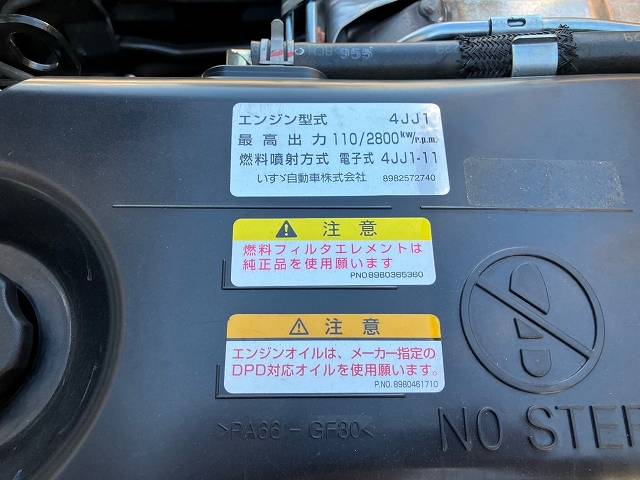 955
エンジン型式 4JJ1
最高出力 110/2800 kW/r.p.m.
燃料噴射方式 電子式 4JJ1-11
いすゞ自動車株式会社 8982572740
注意
燃料フィルタエレメントは
純正品を使用願います
PNO.8980365360
注意
エンジンオイルは、メーカー指定の
DPD対応オイルを使用願います。
P.NO. 8980461710
NO STEP
>PA66-GF30<